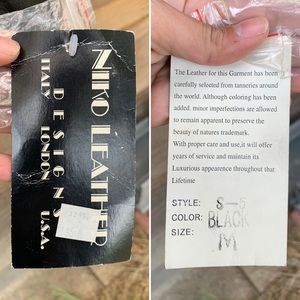 NIKO LEATHER
DESIGNS
ITALY LONDON U.S.A.
The Leather for this Garment has been
carefully selected from tanneries around
the world. Although coloring has been
added. minor imperfections are allowed
to remain apparent to preserve the
beauty of natures trademark.
With proper care and use,it will offer
years of service and maintain its
Luxurious appearance throughout that
Lifetime
STYLE: S-5
COLOR: BLACK
SIZE: M